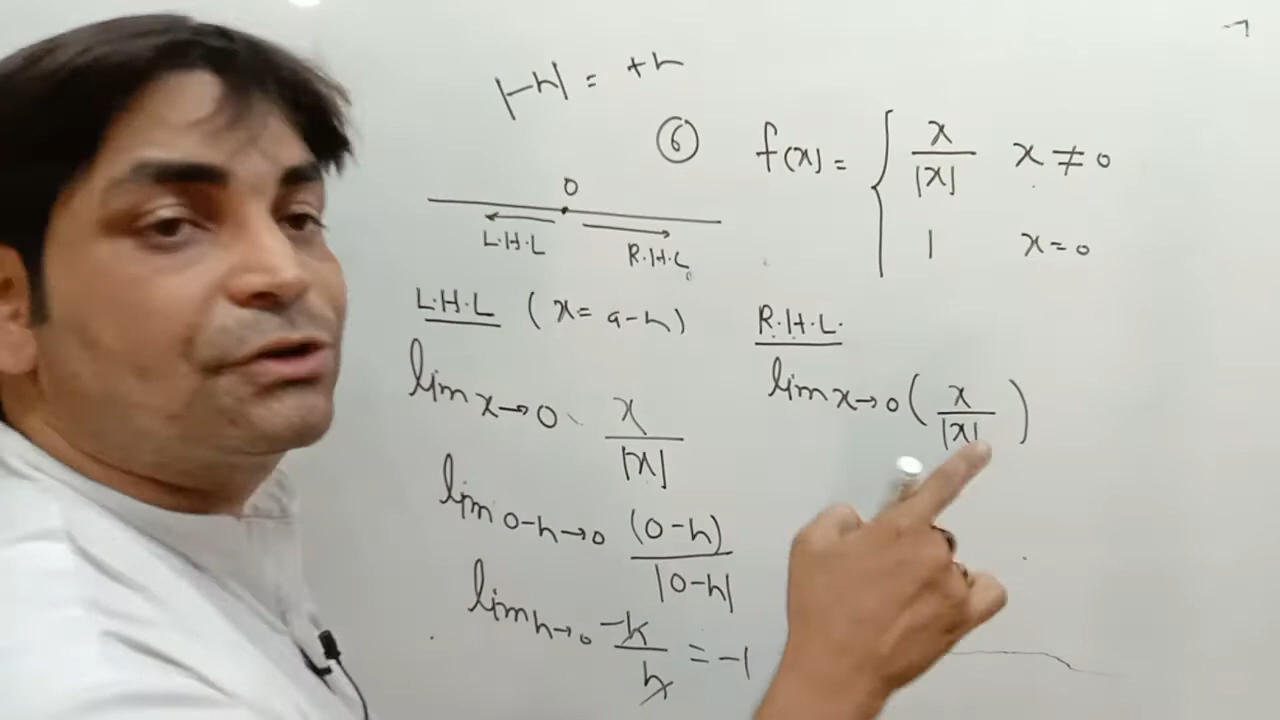 |-h| = +h
⑥ f(x) = { x/|x| x ≠ 0
1 x = 0
0
L.H.L R.H.L
L.H.L (x = a-h)
lim x→0 x/|x|
lim 0-h→0 (0-h)/|0-h|
lim h→0 -h/h = -1
R.H.L.
lim x→0 (x/|x|)